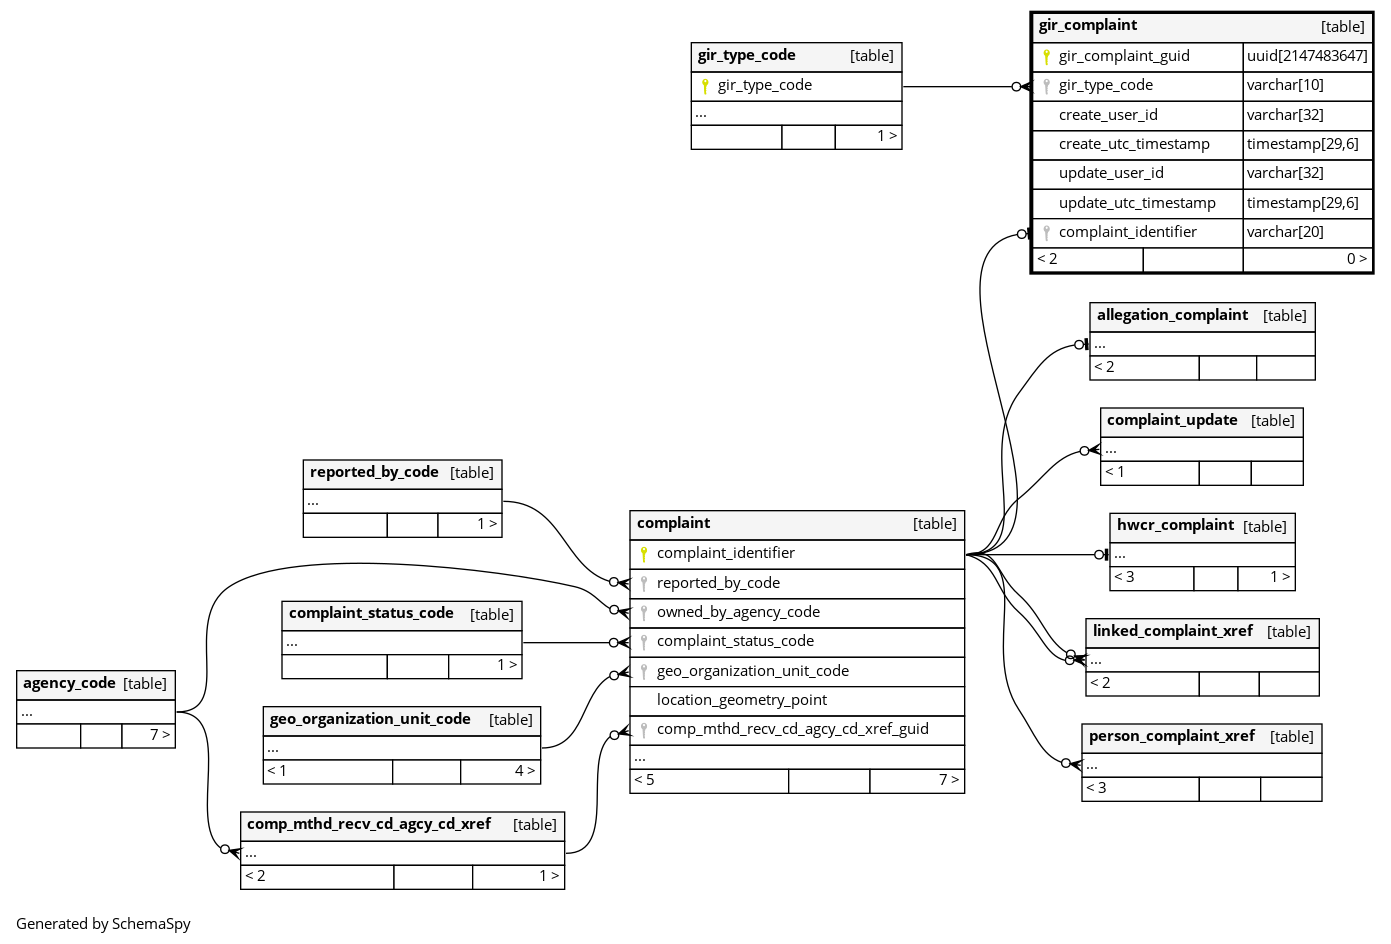 gir_complaint [table]
gir_complaint_guid uuid[2147483647]
gir_type_code varchar[10]
create_user_id varchar[32]
create_utc_timestamp timestamp[29,6]
update_user_id varchar[32]
update_utc_timestamp timestamp[29,6]
complaint_identifier varchar[20]
< 2 0 >
gir_type_code [table]
gir_type_code
...
1 >
allegation_complaint [table]
...
< 2
complaint_update [table]
...
< 1
reported_by_code [table]
...
1 >
complaint [table]
complaint_identifier
reported_by_code
owned_by_agency_code
complaint_status_code
geo_organization_unit_code
location_geometry_point
comp_mthd_recv_cd_agcy_cd_xref_guid
...
< 5 7 >
hwcr_complaint [table]
...
< 3 1 >
complaint_status_code [table]
...
1 >
linked_complaint_xref [table]
...
< 2
agency_code [table]
...
7 >
geo_organization_unit_code [table]
...
< 1 4 >
person_complaint_xref [table]
...
< 3
comp_mthd_recv_cd_agcy_cd_xref [table]
...
< 2 1 >
Generated by SchemaSpy